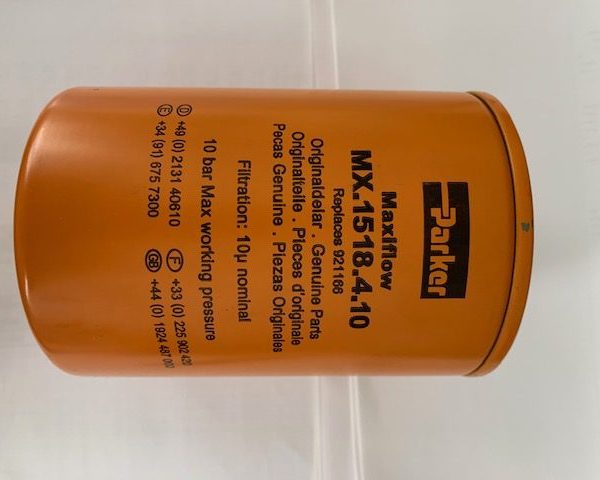 Parker
Maxiflow
MX.1518.4.10
Replaces 921166
Originaldelar . Genuine Parts
Originalteile . Pieces d'originale
Pecas Genuine . Piezas Originales
Filtration: 10µ nominal
10 bar Max working pressure
D +49 (0) 2131 40610 F +33 (0) 225 902 420
E +34 (91) 675 7300 GB +44 (0) 1924 487 000